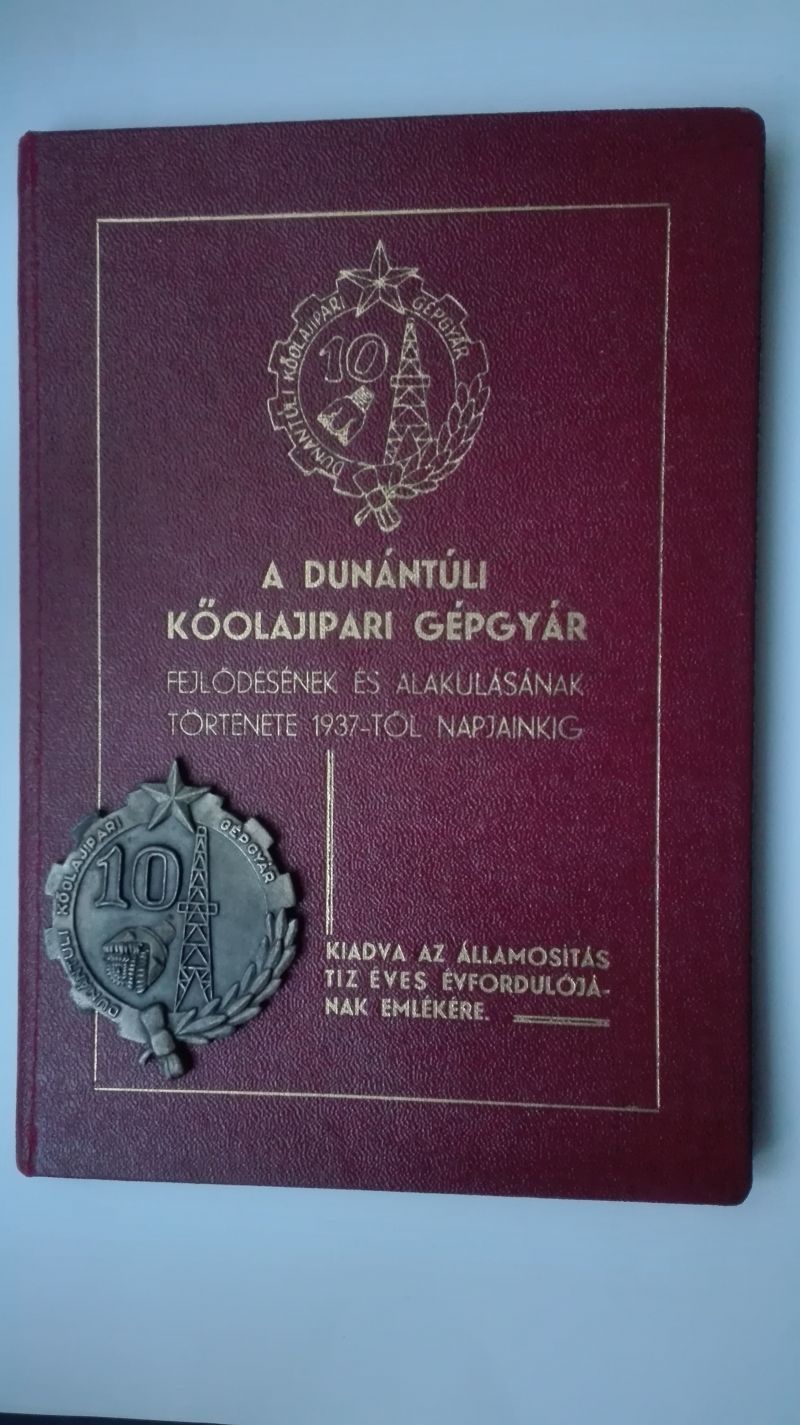 DUNÁNTÚLI KŐOLAJIPARI GÉPGYÁR
10
A DUNÁNTÚLI
KŐOLAJIPARI GÉPGYÁR
FEJLŐDÉSÉNEK ÉS ALAKULÁSÁNAK
TÖRTÉNETE 1937-TŐL NAPJAINKIG
DUNÁNTÚLI KŐOLAJIPARI GÉPGYÁR
10
KIADVA AZ ÁLLAMOSÍTÁS
TIZ ÉVES ÉVFORDULÓJÁ-
NAK EMLÉKÉRE.